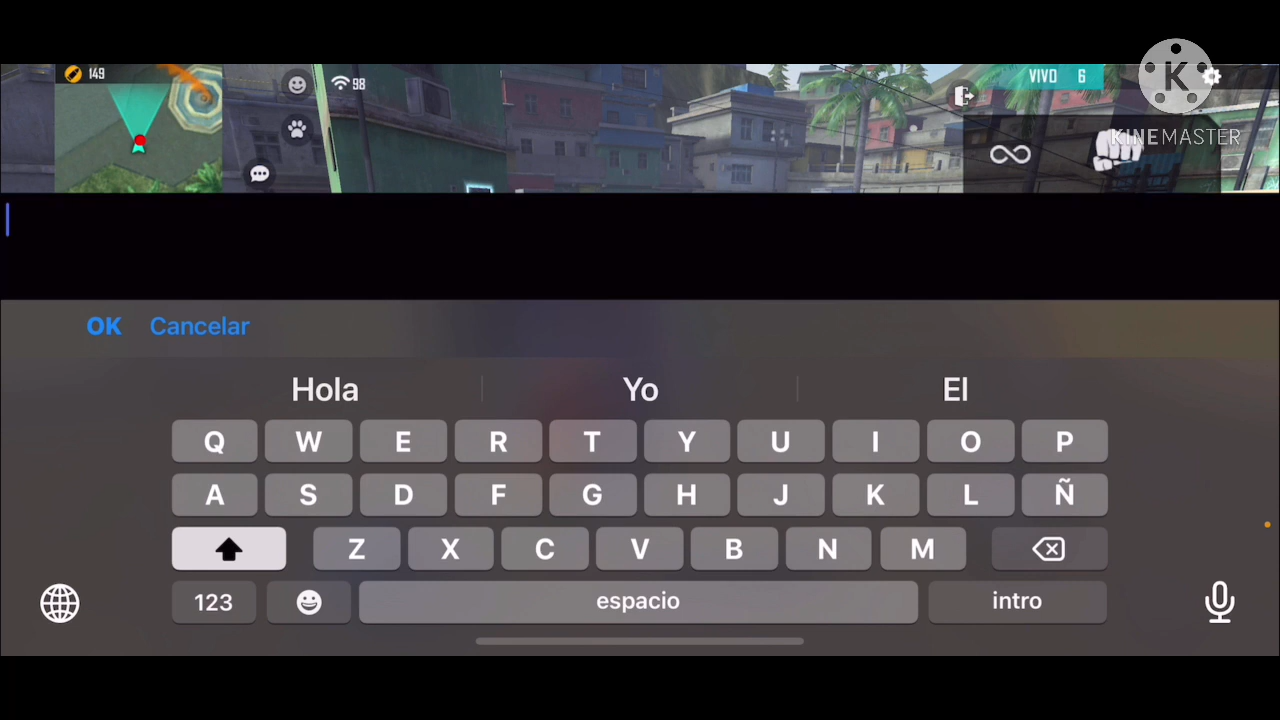 149
98
VIVO 6
K
KINEMASTER
OK Cancelar
Hola Yo El
Q W E R T Y U I O P
A S D F G H J K L Ñ
Z X C V B N M
123 espacio intro